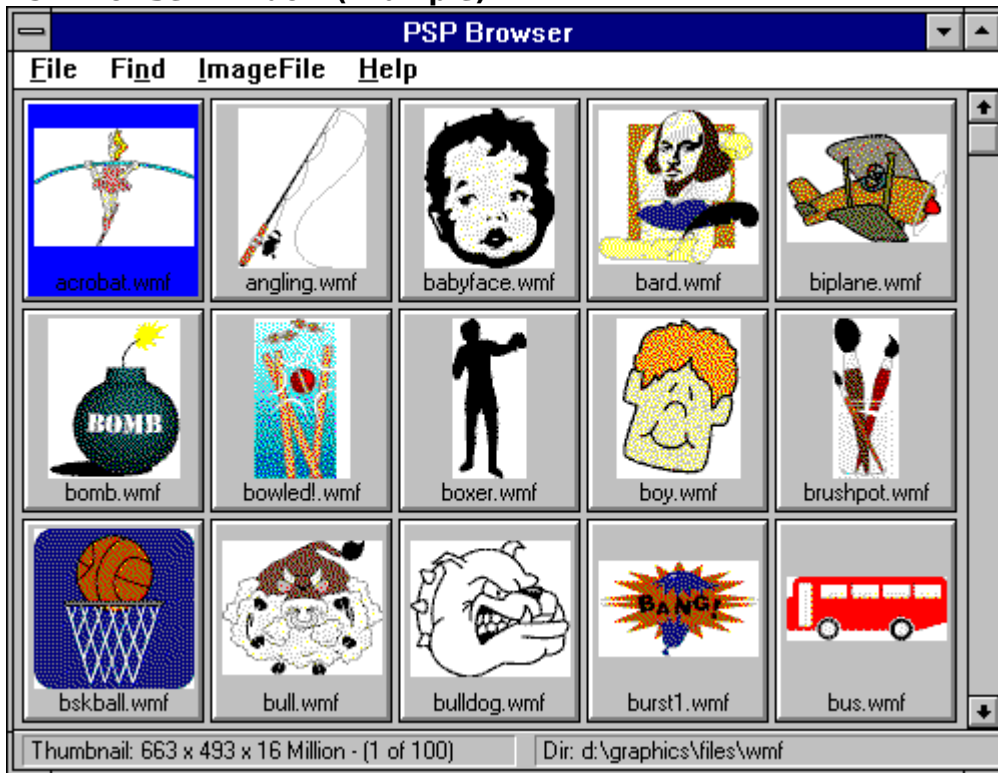 PSP Browser
File Find ImageFile Help
acrobat.wmf angling.wmf babyface.wmf bard.wmf biplane.wmf
BOMB
bomb.wmf bowled!.wmf boxer.wmf boy.wmf brushpot.wmf
BANG!
bskball.wmf bull.wmf bulldog.wmf burst1.wmf bus.wmf
Thumbnail: 663 x 493 x 16 Million - (1 of 100) Dir: d:\graphics\files\wmf